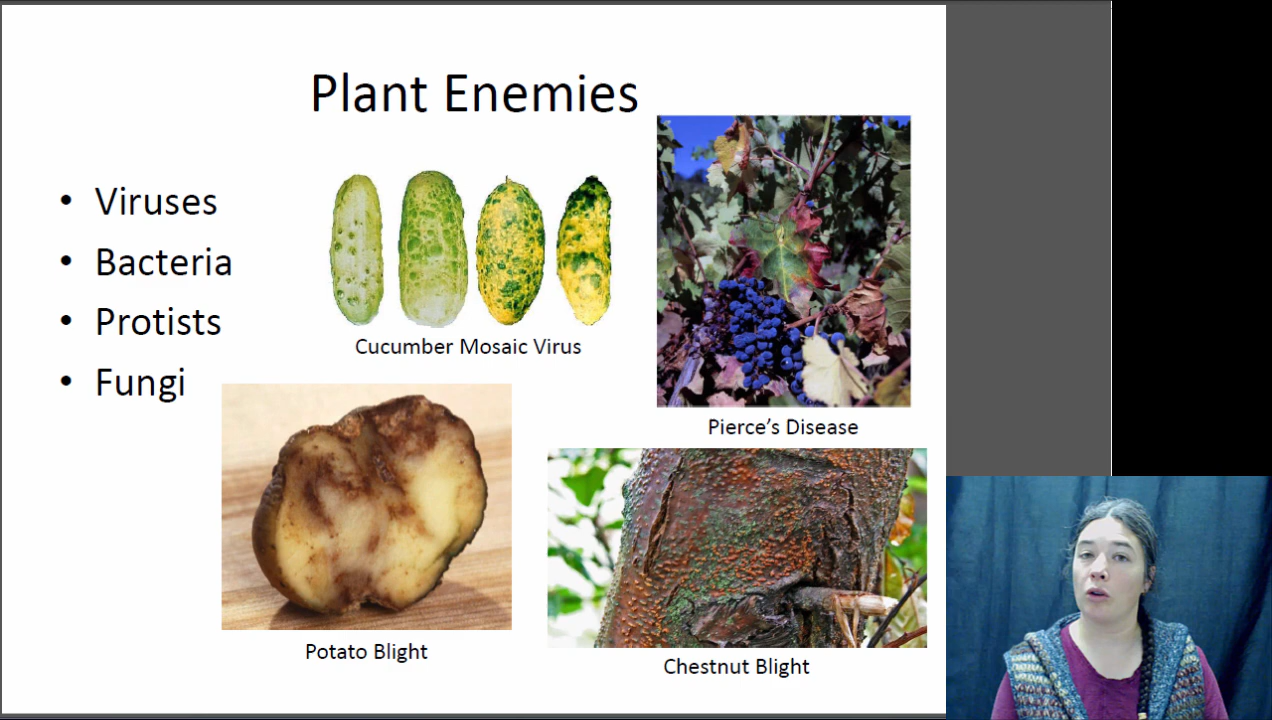 Plant Enemies
• Viruses
• Bacteria
• Protists
• Fungi
Cucumber Mosaic Virus
Pierce’s Disease
Potato Blight
Chestnut Blight